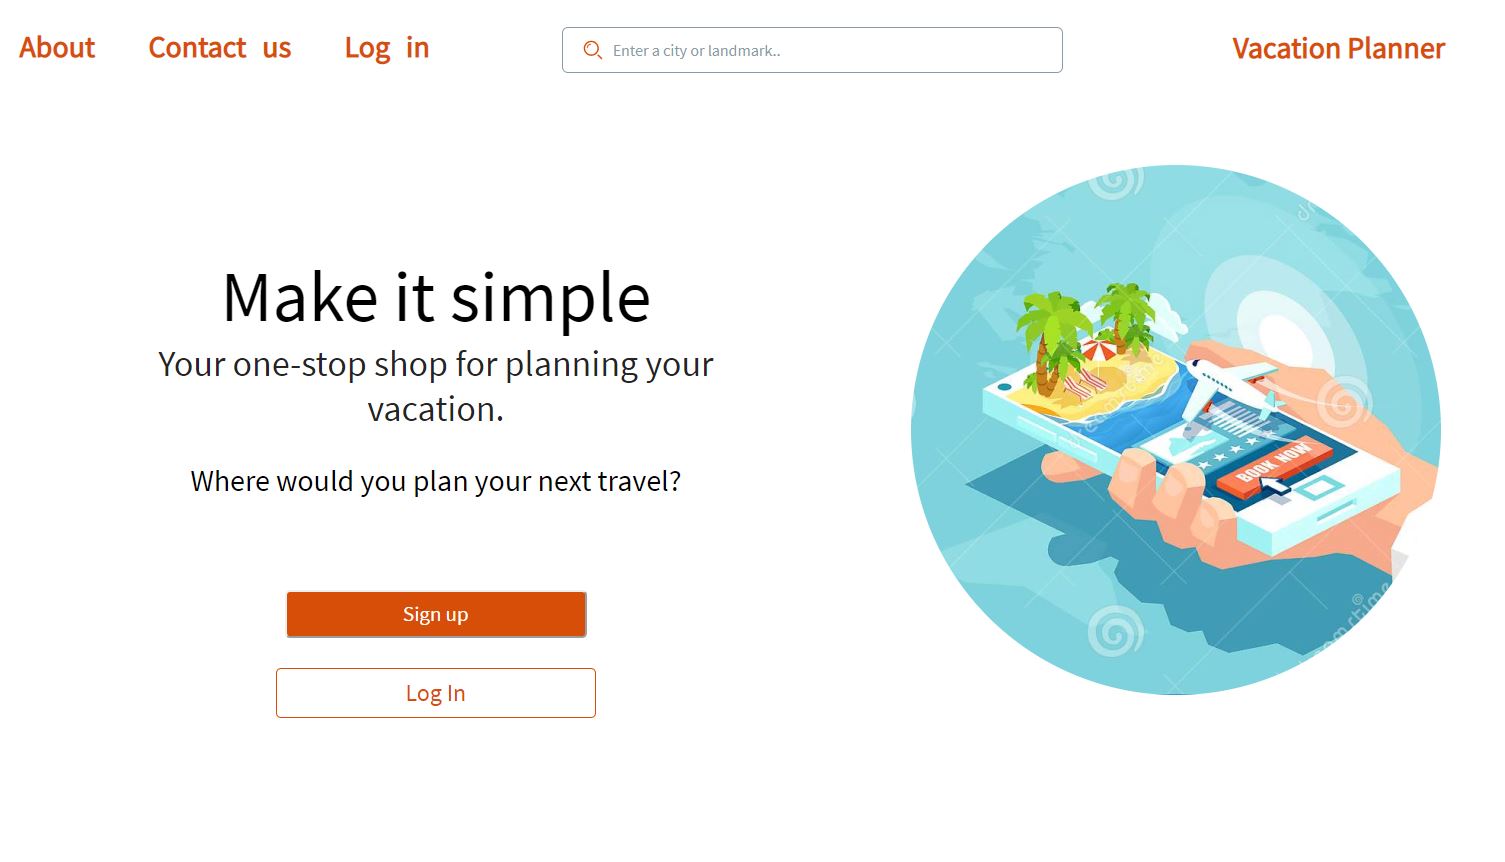 About Contact us Log in
Enter a city or landmark..
Vacation Planner
Make it simple
Your one-stop shop for planning your
vacation.
Where would you plan your next travel?
Sign up
Log In
BOOK NOW